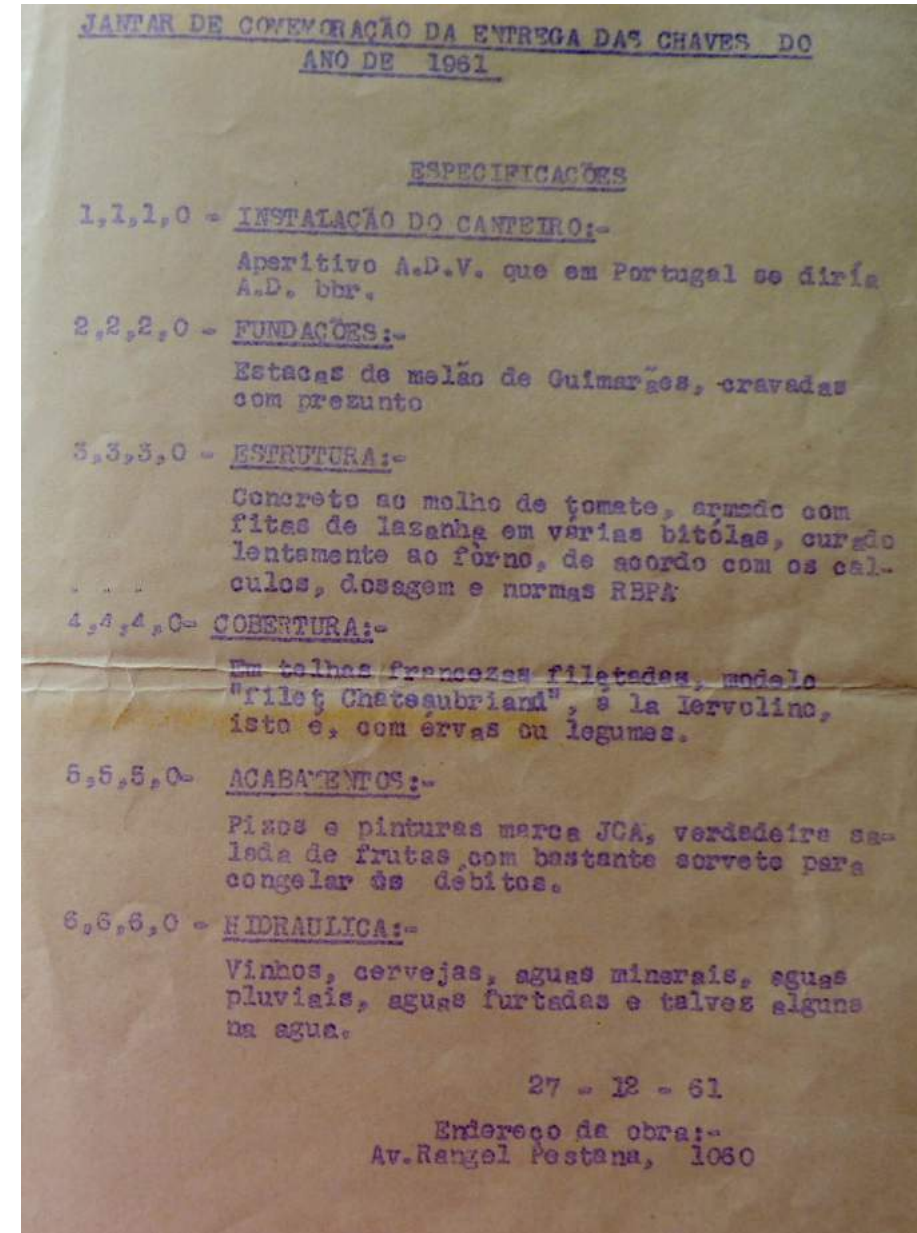 JANTAR DE COMEMORAÇÃO DA ENTREGA DAS CHAVES DO
ANO DE 1961
ESPECIFICAÇÕES
1,1,1,0 - INSTALAÇÃO DO CANTEIRO:-
Aperitivo A.D.V. que em Portugal se diría
A.D. bbr.
2,2,2,0 - FUNDAÇÕES:-
Estacas de melão de Guimarães, cravadas
com prezunto
3,3,3,0 - ESTRUTURA:-
Concreto ao molho de tomate, armado com
fitas de lazanha em várias bitólas, curado
lentamente ao fôrno, de acordo com os cál-
culos, dosagem e normas RBPA
4,4,4,0- COBERTURA:-
Em telhas francezas filetadas, modelo
"filet Chateaubriand", à la Iervolino,
isto é, com érvas ou legumes.
5,5,5,0- ACABAMENTOS:-
Pizos e pinturas marca JCA, verdadeira sa-
lada de frutas,com bastante sorvete para
congelar os débitos.
6,6,6,0 - HIDRAULICA:-
Vinhos, cervejas, aguas minerais, aguas
pluviais, aguas furtadas e talves alguns
na agua.
27 - 12 - 61
Endereço da obra:-
Av.Rangel Pestana, 1060